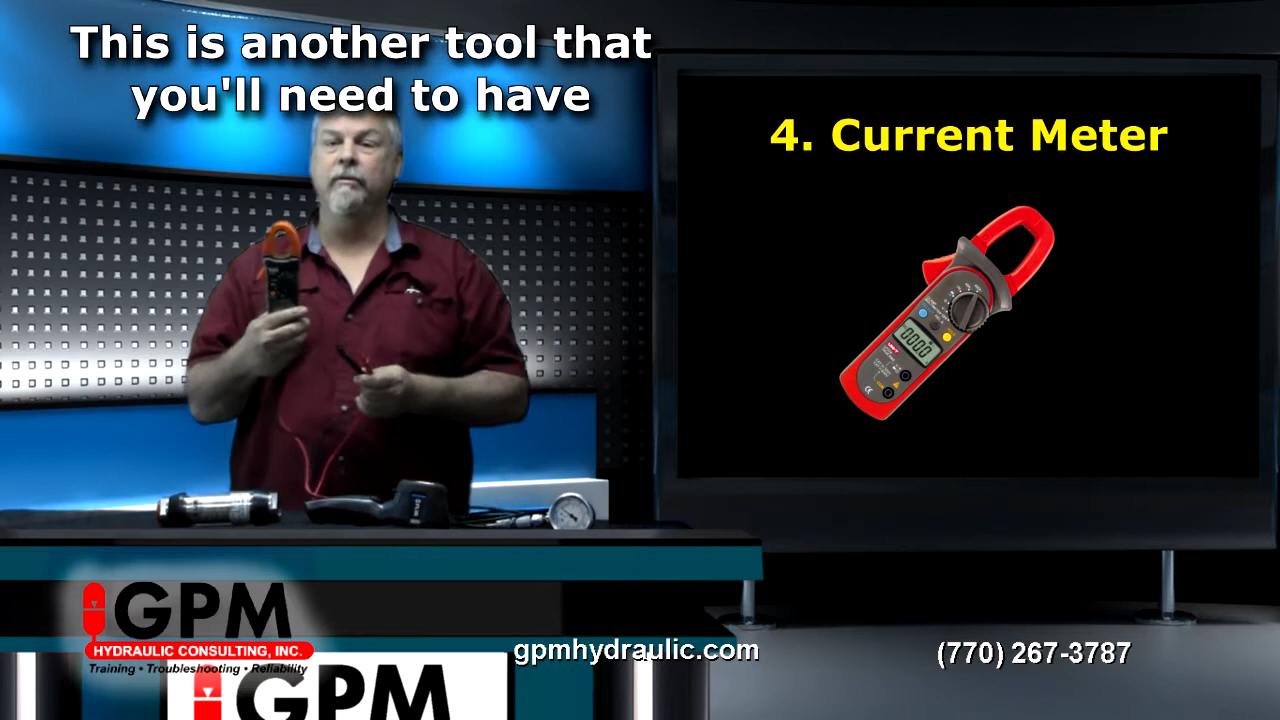 This is another tool that
you'll need to have
4. Current Meter
UNI-T
GPM
HYDRAULIC CONSULTING, INC.
Training • Troubleshooting • Reliability
gpmhydraulic.com
(770) 267-3787
GPM